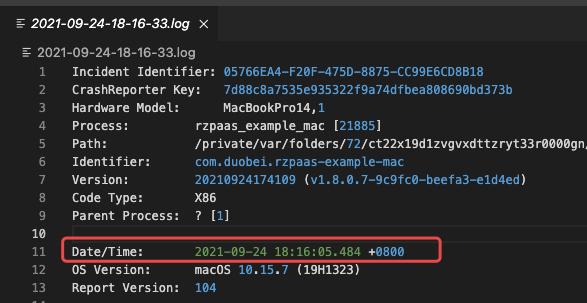 2021-09-24-18-16-33.log ×
2021-09-24-18-16-33.log
1 Incident Identifier: 05766EA4-F20F-475D-8875-CC99E6CD8B18
2 CrashReporter Key: 7d88c8a7535e935322f9a74dfbea808690bd373b
3 Hardware Model: MacBookPro14,1
4 Process: rzpaas_example_mac [21885]
5 Path: /private/var/folders/72/ct22x19d1zvgvxdttzryt33r0000gn/
6 Identifier: com.duobei.rzpaas-example-mac
7 Version: 20210924174109 (v1.8.0.7-9c9fc0-beefa3-e1d4ed)
8 Code Type: X86
9 Parent Process: ? [1]
10
11 Date/Time: 2021-09-24 18:16:05.484 +0800
12 OS Version: macOS 10.15.7 (19H1323)
13 Report Version: 104